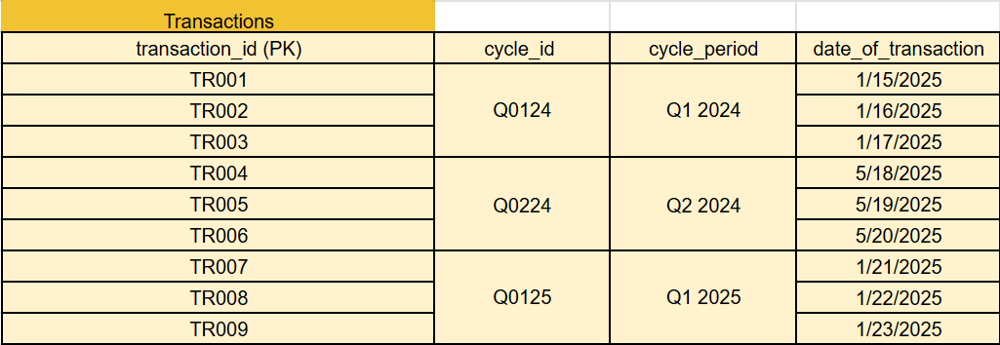 Transactions
transaction_id (PK) cycle_id cycle_period date_of_transaction
TR001 1/15/2025
TR002 Q0124 Q1 2024 1/16/2025
TR003 1/17/2025
TR004 5/18/2025
TR005 Q0224 Q2 2024 5/19/2025
TR006 5/20/2025
TR007 1/21/2025
TR008 Q0125 Q1 2025 1/22/2025
TR009 1/23/2025